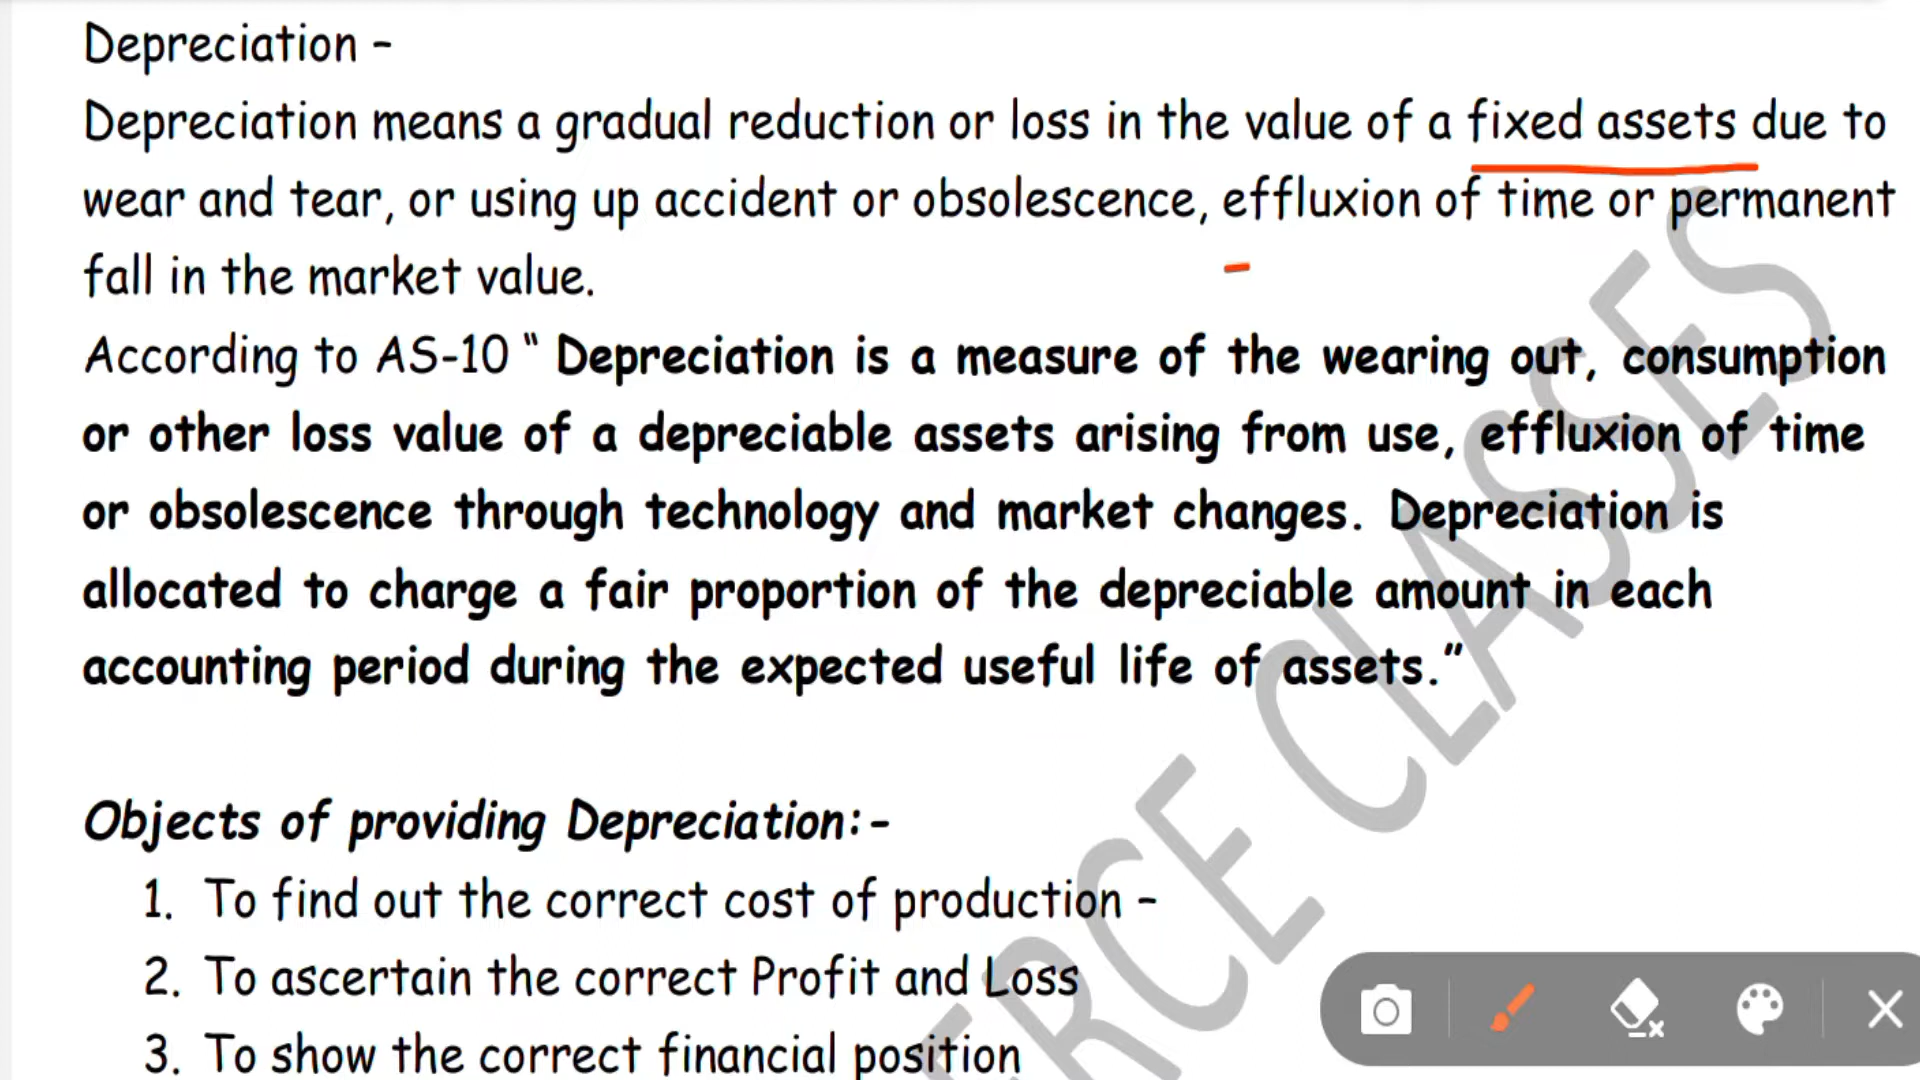 Depreciation -
Depreciation means a gradual reduction or loss in the value of a fixed assets due to
wear and tear, or using up accident or obsolescence, effluxion of time or permanent
fall in the market value.
According to AS-10 “ Depreciation is a measure of the wearing out, consumption
or other loss value of a depreciable assets arising from use, effluxion of time
or obsolescence through technology and market changes. Depreciation is
allocated to charge a fair proportion of the depreciable amount in each
accounting period during the expected useful life of assets.”
Objects of providing Depreciation:-
1. To find out the correct cost of production -
2. To ascertain the correct Profit and Loss
3. To show the correct financial position
ERCE CLASSES